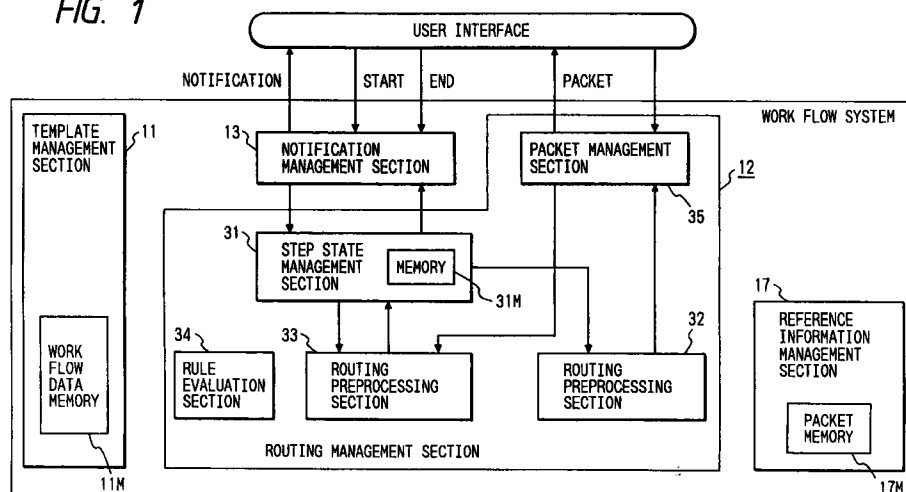 FIG. 1
USER INTERFACE
NOTIFICATION
START
END
PACKET
WORK FLOW SYSTEM
TEMPLATE
MANAGEMENT
SECTION
11
13
NOTIFICATION
MANAGEMENT SECTION
PACKET MANAGEMENT
SECTION
12
35
31
STEP STATE
MANAGEMENT
SECTION
MEMORY
31M
17
REFERENCE
INFORMATION
MANAGEMENT
SECTION
34
33
32
WORK
FLOW
DATA
MEMORY
RULE
EVALUATION
SECTION
ROUTING
PREPROCESSING
SECTION
ROUTING
PREPROCESSING
SECTION
PACKET
MEMORY
ROUTING MANAGEMENT SECTION
11M
17M